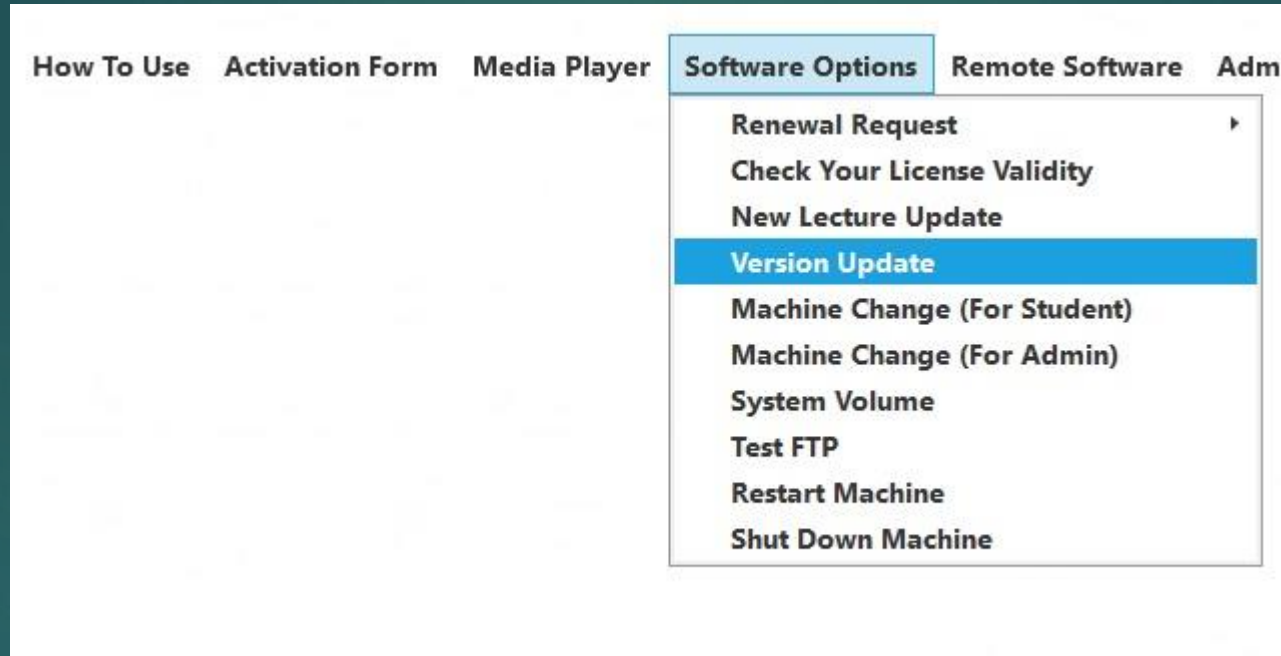 How To Use Activation Form Media Player Software Options Remote Software Adm
Renewal Request
Check Your License Validity
New Lecture Update
Version Update
Machine Change (For Student)
Machine Change (For Admin)
System Volume
Test FTP
Restart Machine
Shut Down Machine